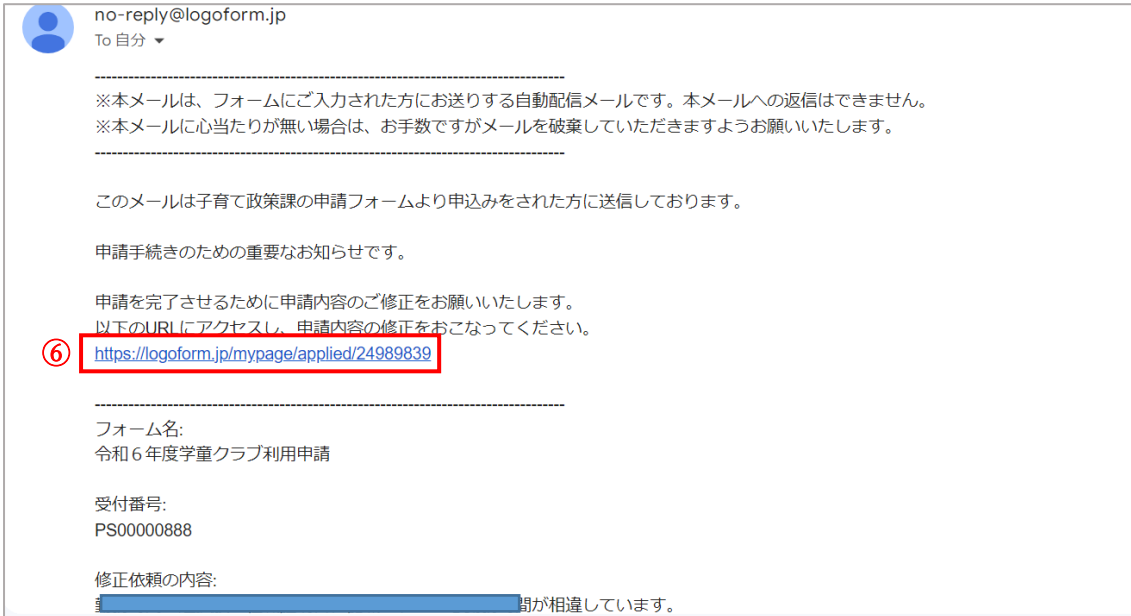 no-reply@logoform.jp
To 自分
--------------------------------------------------------------------------------------
※本メールは、フォームにご入力された方にお送りする自動配信メールです。本メールへの返信はできません。
※本メールに心当たりが無い場合は、お手数ですがメールを破棄していただきますようお願いいたします。
--------------------------------------------------------------------------------------
このメールは子育て政策課の申請フォームより申込みをされた方に送信しております。
申請手続きのための重要なお知らせです。
申請を完了させるために申請内容のご修正をお願いいたします。
以下のURLにアクセスし、申請内容の修正をおこなってください。
⑥ https://logoform.jp/mypage/applied/24989839
--------------------------------------------------------------------------------------
フォーム名:
令和６年度学童クラブ利用申請
受付番号:
PS00000888
修正依頼の内容:
間が相違しています。